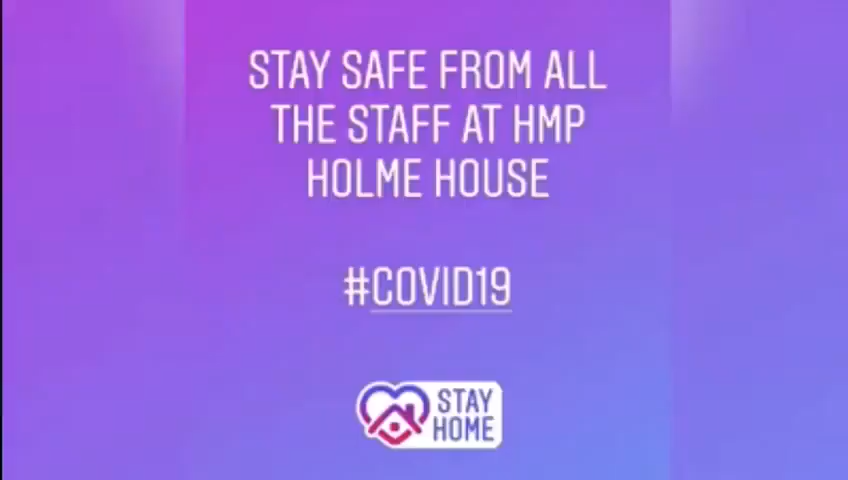 STAY SAFE FROM ALL
THE STAFF AT HMP
HOLME HOUSE
#COVID19
STAY
HOME